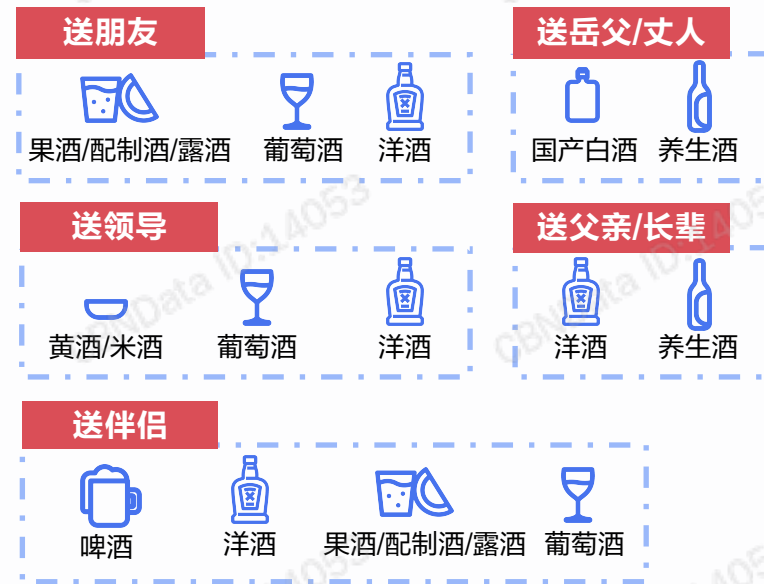 送朋友
果酒/配制酒/露酒 葡萄酒 洋酒
送岳父/丈人
国产白酒 养生酒
送领导
黄酒/米酒 葡萄酒 洋酒
送父亲/长辈
洋酒 养生酒
送伴侣
啤酒 洋酒 果酒/配制酒/露酒 葡萄酒
CBNData ID:14053